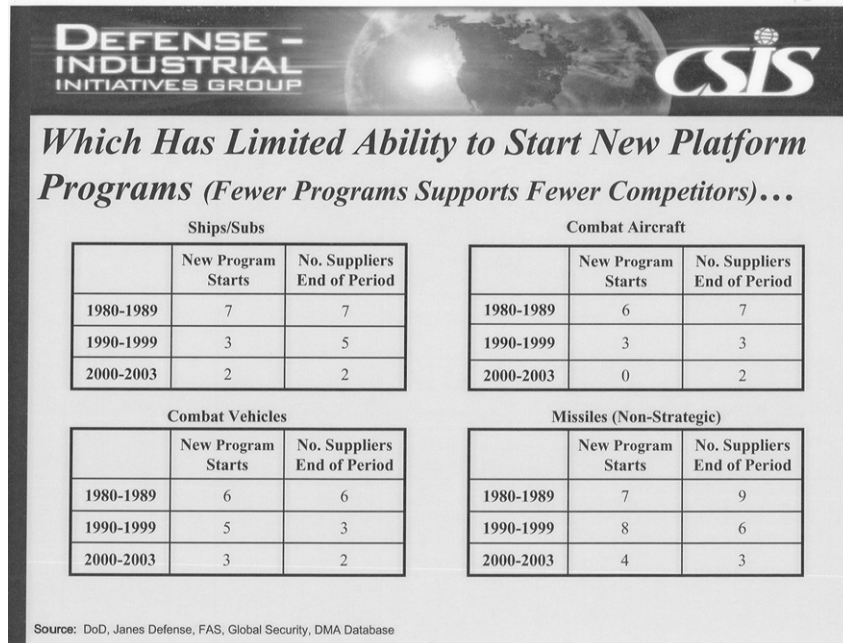 DEFENSE -
INDUSTRIAL
INITIATIVES GROUP
CSIS
Which Has Limited Ability to Start New Platform
Programs (Fewer Programs Supports Fewer Competitors)...
Ships/Subs
New Program Starts No. Suppliers End of Period
1980-1989 7 7
1990-1999 3 5
2000-2003 2 2
Combat Aircraft
New Program Starts No. Suppliers End of Period
1980-1989 6 7
1990-1999 3 3
2000-2003 0 2
Combat Vehicles
New Program Starts No. Suppliers End of Period
1980-1989 6 6
1990-1999 5 3
2000-2003 3 2
Missiles (Non-Strategic)
New Program Starts No. Suppliers End of Period
1980-1989 7 9
1990-1999 8 6
2000-2003 4 3
Source: DoD, Janes Defense, FAS, Global Security, DMA Database